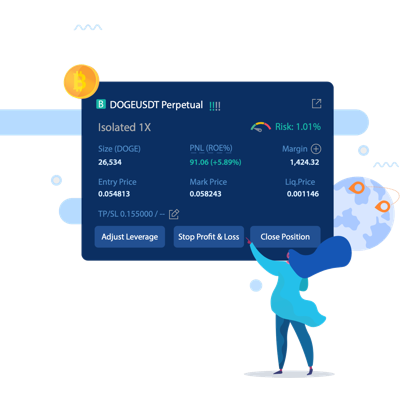 B DOGEUSDT Perpetual !!!!
Isolated 1X Risk: 1.01%
Size (DOGE) PNL (ROE%) Margin
26,534 91.06 (+5.89%) 1,424.32
Entry Price Mark Price Liq.Price
0.054813 0.058243 0.001146
TP/SL 0.155000 / --
Adjust Leverage Stop Profit & Loss Close Position